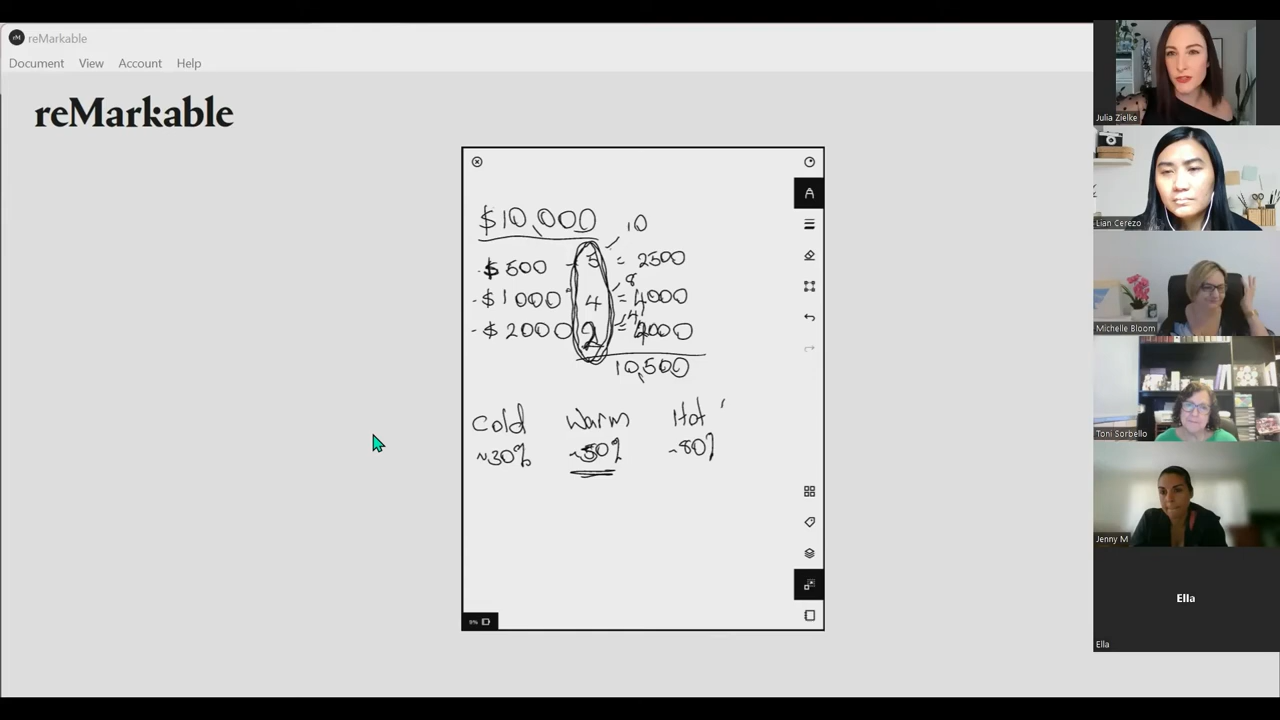 reMarkable
Document View Account Help
reMarkable
$10,000
10
-$500 - 5 = 2500
8
-$1000 - 4 = 4000
4
-$2000 2 = 4000
10,500
Cold Warm Hot
~30% ~50% ~80%
9%
Julia Zielke
Lian Cerezo
Michelle Bloom
Toni Sorbello
Jenny M
Ella
Ella